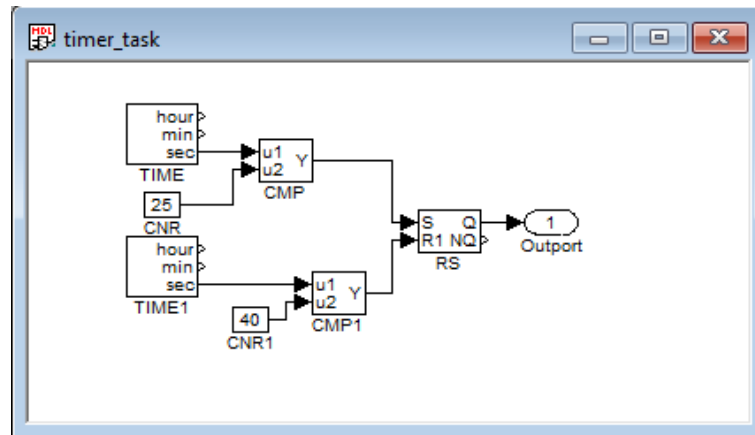 MDL
timer_task
hour
min
sec
TIME
u1 Y
u2
CMP
25
CNR
S Q
R1 NQ
RS
1
Outport
hour
min
sec
TIME1
u1 Y
u2
CMP1
40
CNR1